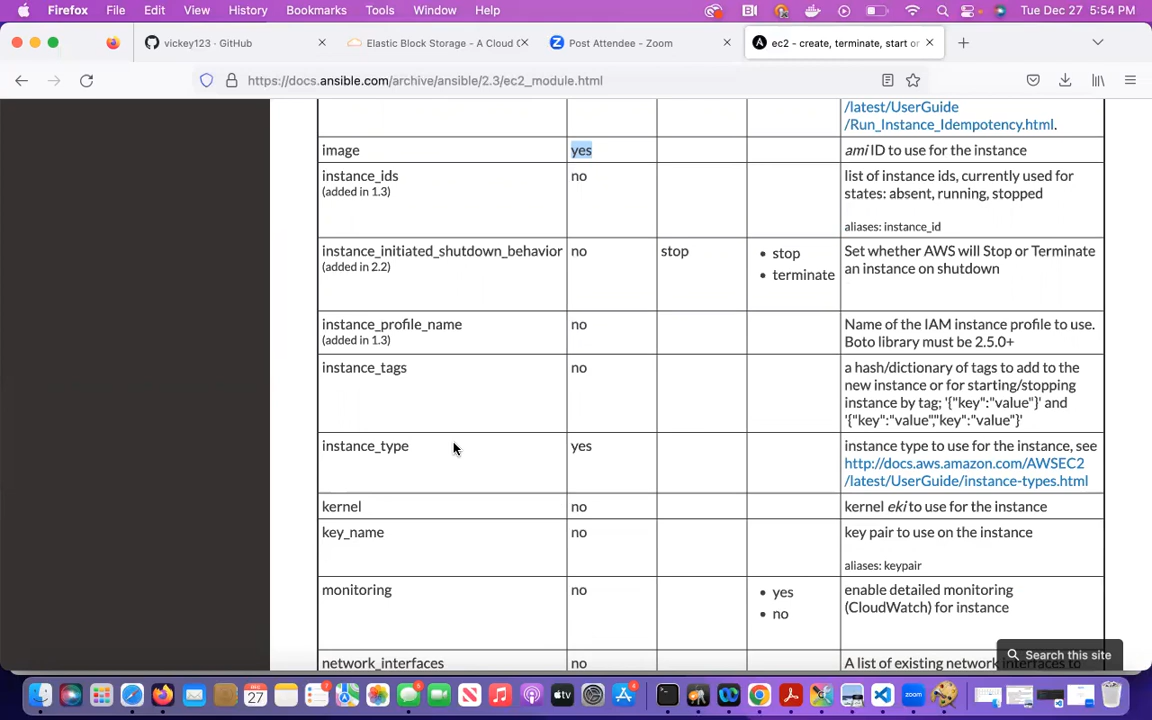 Firefox File Edit View History Bookmarks Tools Window Help Tue Dec 27 5:54 PM
vickey123 · GitHub
Elastic Block Storage - A Cloud G
Post Attendee - Zoom
ec2 - create, terminate, start or
https://docs.ansible.com/archive/ansible/2.3/ec2_module.html
/latest/UserGuide
/Run_Instance_Idempotency.html.
image yes ami ID to use for the instance
instance_ids no list of instance ids, currently used for
(added in 1.3) states: absent, running, stopped
aliases: instance_id
instance_initiated_shutdown_behavior no stop • stop Set whether AWS will Stop or Terminate
(added in 2.2) • terminate an instance on shutdown
instance_profile_name no Name of the IAM instance profile to use.
(added in 1.3) Boto library must be 2.5.0+
instance_tags no a hash/dictionary of tags to add to the
new instance or for starting/stopping
instance by tag; '{"key":"value"}' and
'{"key":"value","key":"value"}'
instance_type yes instance type to use for the instance, see
http://docs.aws.amazon.com/AWSEC2
/latest/UserGuide/instance-types.html
kernel no kernel eki to use for the instance
key_name no key pair to use on the instance
aliases: keypair
monitoring no • yes enable detailed monitoring
• no (CloudWatch) for instance
network_interfaces no A list of existing network interfaces to
Search this site